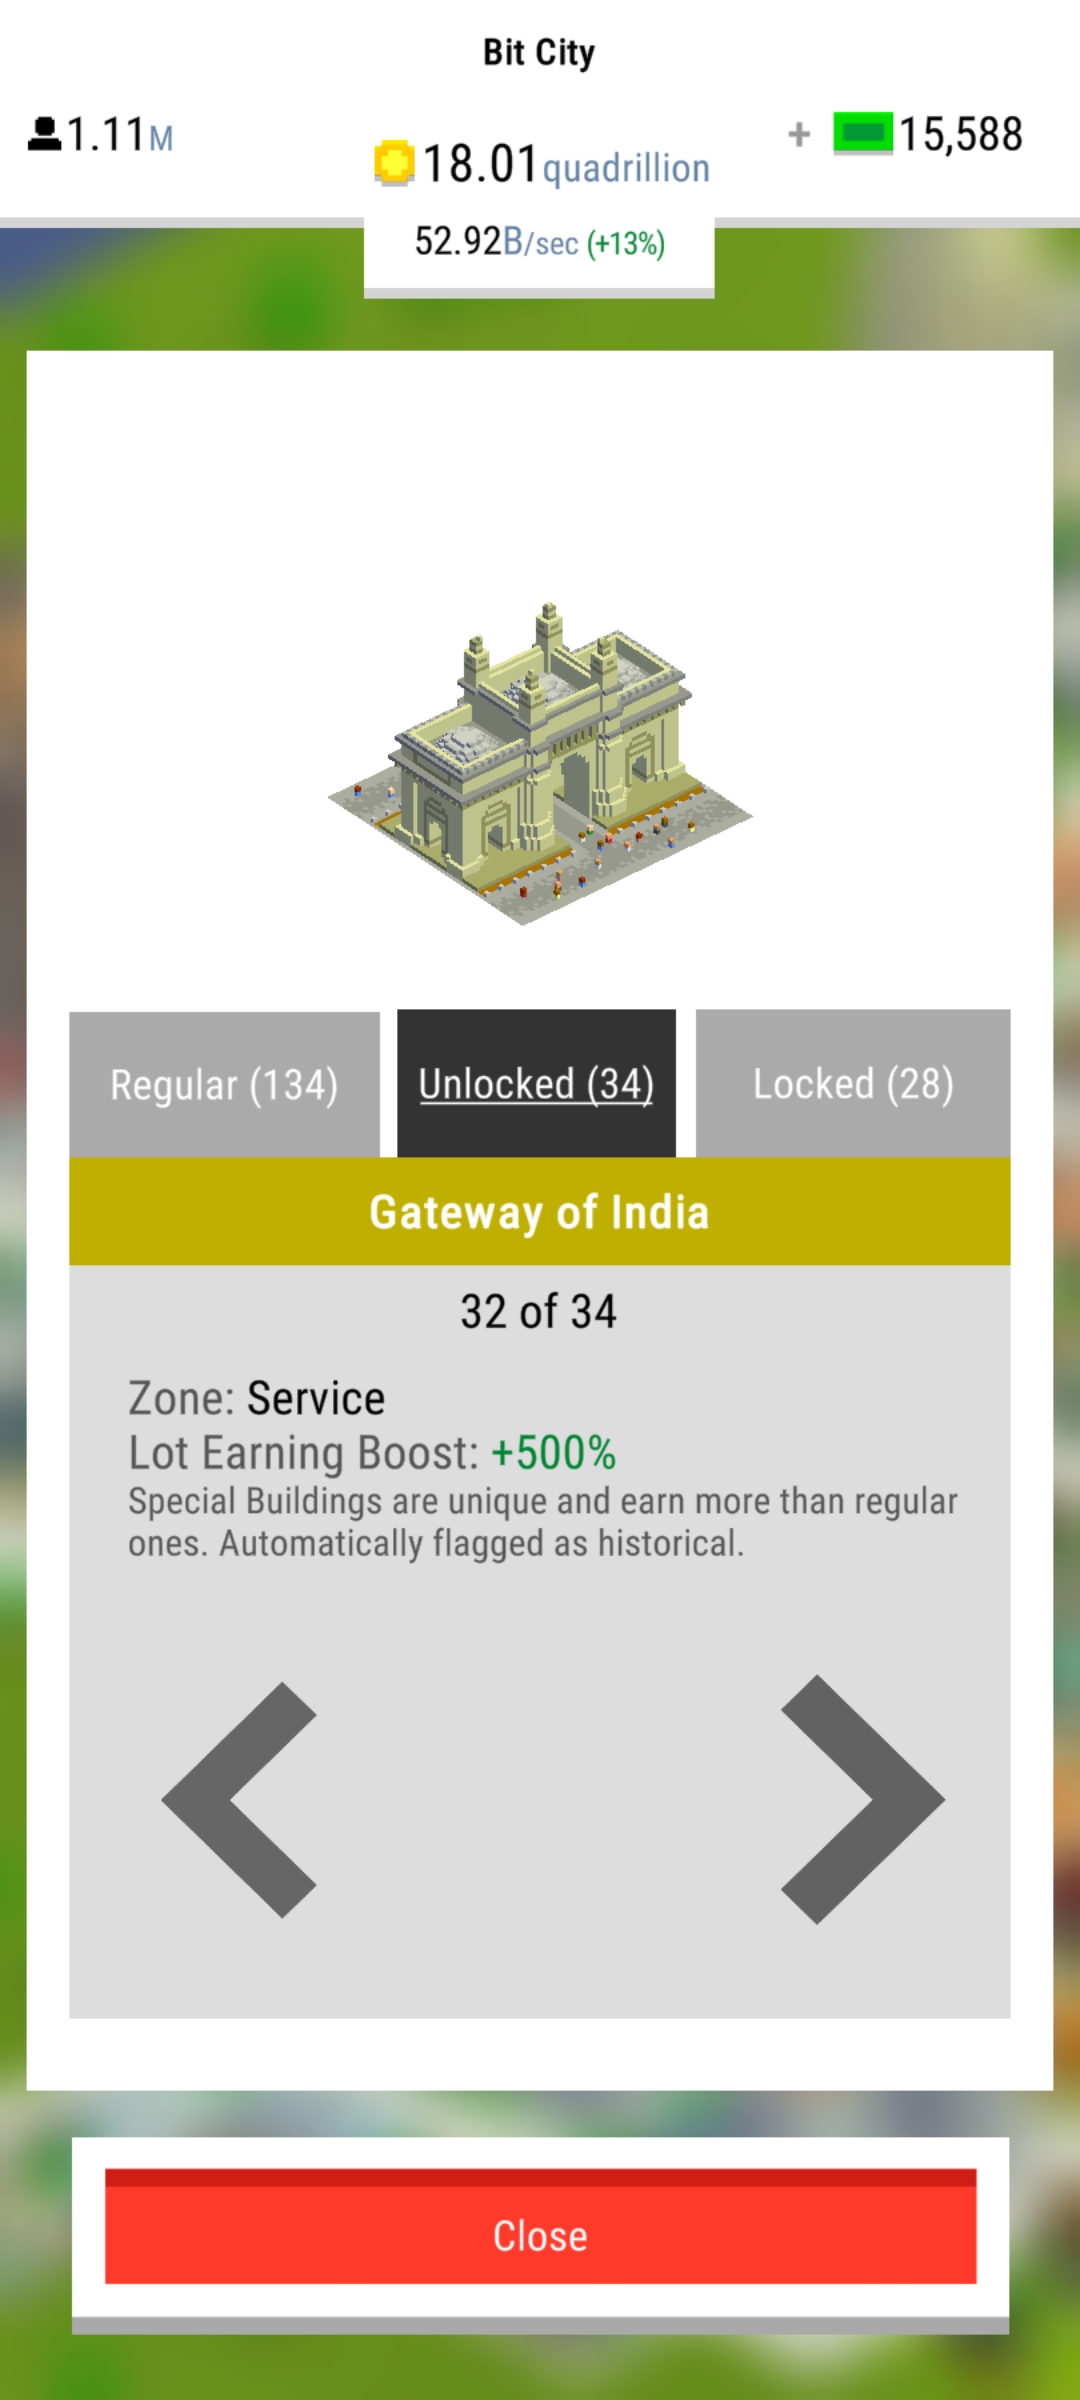 Bit City
1.11M
18.01quadrillion
+ 15,588
52.92B/sec (+13%)
Regular (134)
Unlocked (34)
Locked (28)
Gateway of India
32 of 34
Zone: Service
Lot Earning Boost: +500%
Special Buildings are unique and earn more than regular
ones. Automatically flagged as historical.
Close